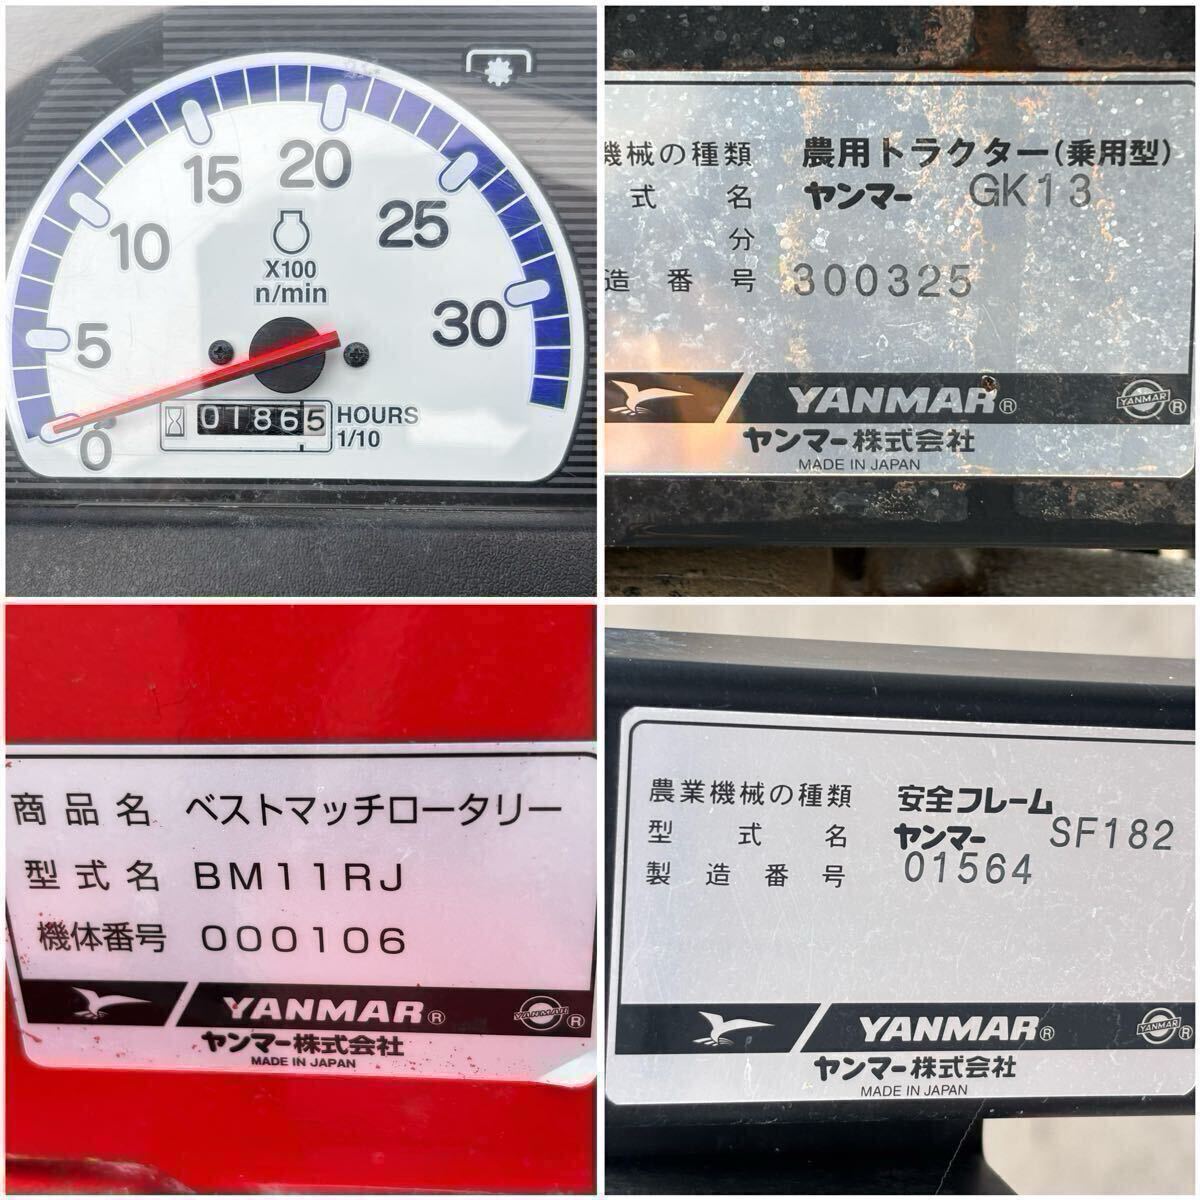 0
5
10
15
20
25
30
X100
n/min
01865
HOURS
1/10
機械の種類 農用トラクター(乗用型)
式名 ヤンマー GK13
分
造番号 300325
YANMAR®
YANMAR ®
ヤンマー株式会社
MADE IN JAPAN
商品名 ベストマッチロータリー
型式名 BM11RJ
機体番号 000106
YANMAR®
YANMAR ®
ヤンマー株式会社
MADE IN JAPAN
農業機械の種類 安全フレーム
型式名 ヤンマー SF182
製造番号 01564
YANMAR®
YANMAR ®
ヤンマー株式会社
MADE IN JAPAN